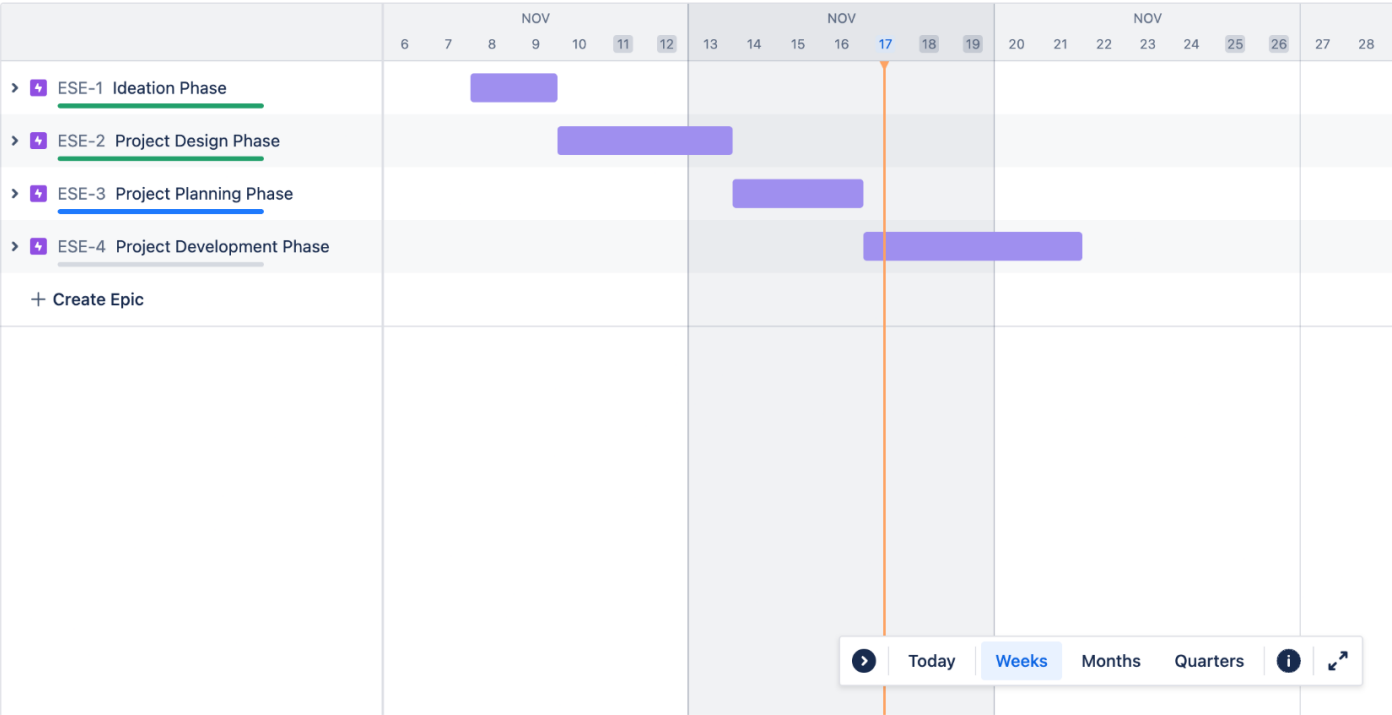 NOV NOV NOV
6 7 8 9 10 11 12 13 14 15 16 17 18 19 20 21 22 23 24 25 26 27 28
ESE-1 Ideation Phase
ESE-2 Project Design Phase
ESE-3 Project Planning Phase
ESE-4 Project Development Phase
+ Create Epic
Today Weeks Months Quarters i